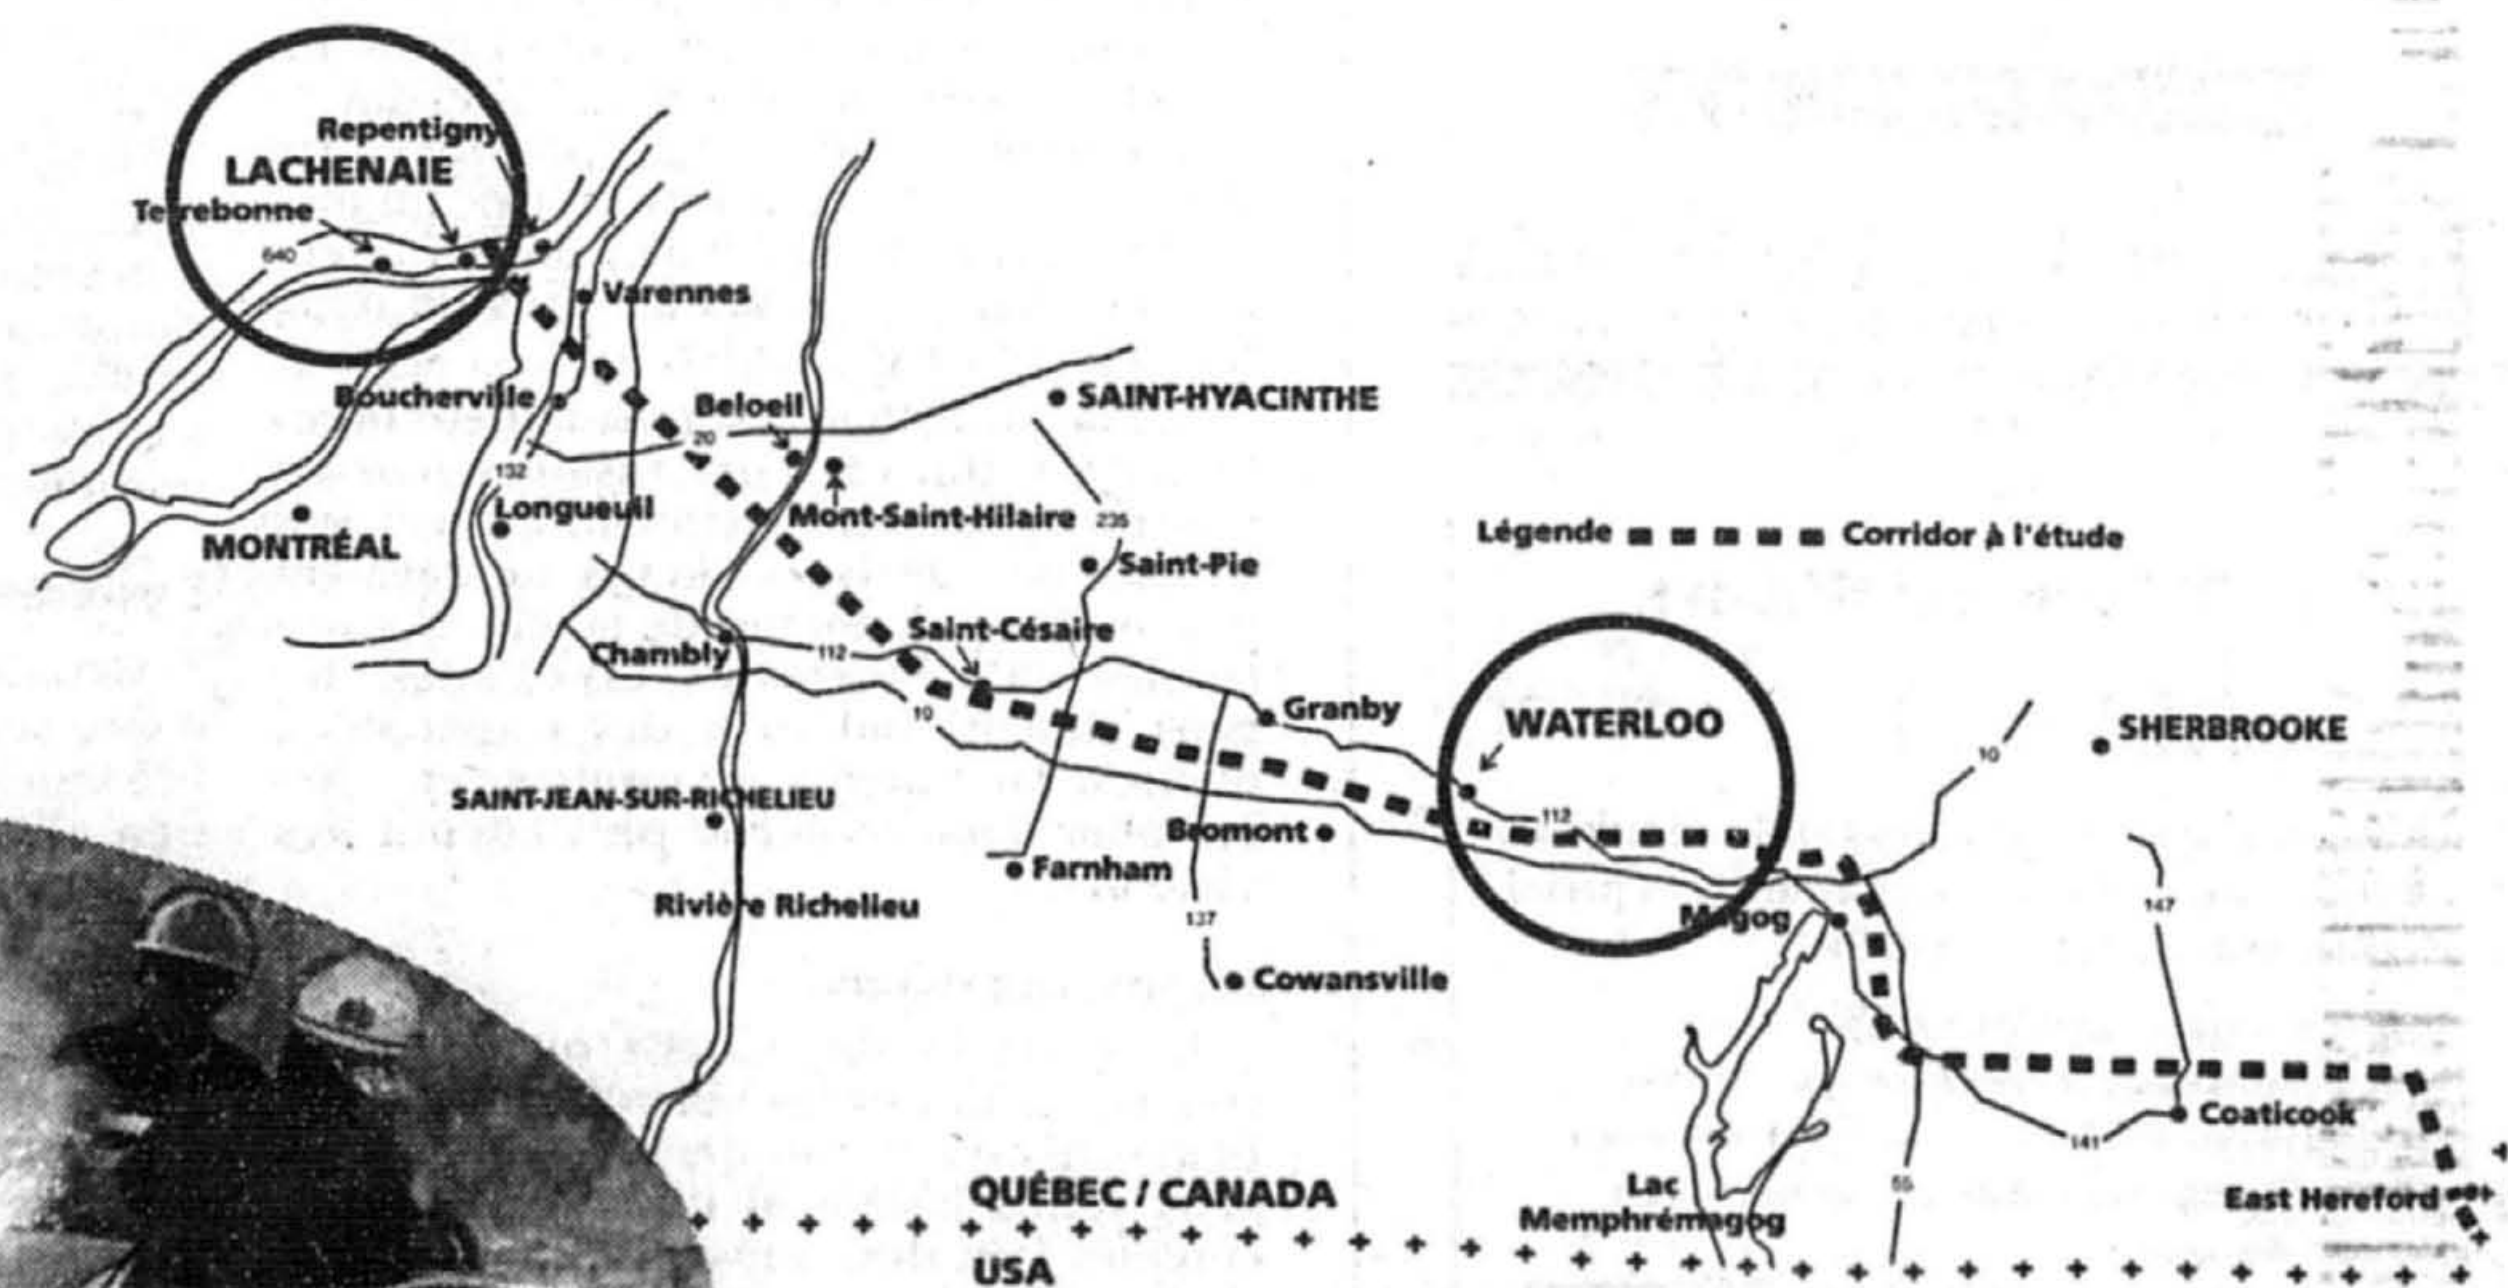 Repentigny
LACHENAIE
Terrebonne
640
Varennes
Boucherville
Beloeil
20
SAINT-HYACINTHE
132
Longueuil
Mont-Saint-Hilaire
235
MONTRÉAL
Légende
Corridor à l'étude
Saint-Pie
Saint-Césaire
Chambly
112
10
Granby
WATERLOO
SHERBROOKE
10
SAINT-JEAN-SUR-RICHELIEU
Bromont
112
Farnham
Rivière Richelieu
137
Magog
147
Cowansville
Coaticook
141
55
QUÉBEC / CANADA
Lac
Memphrémagog
East Hereford
USA